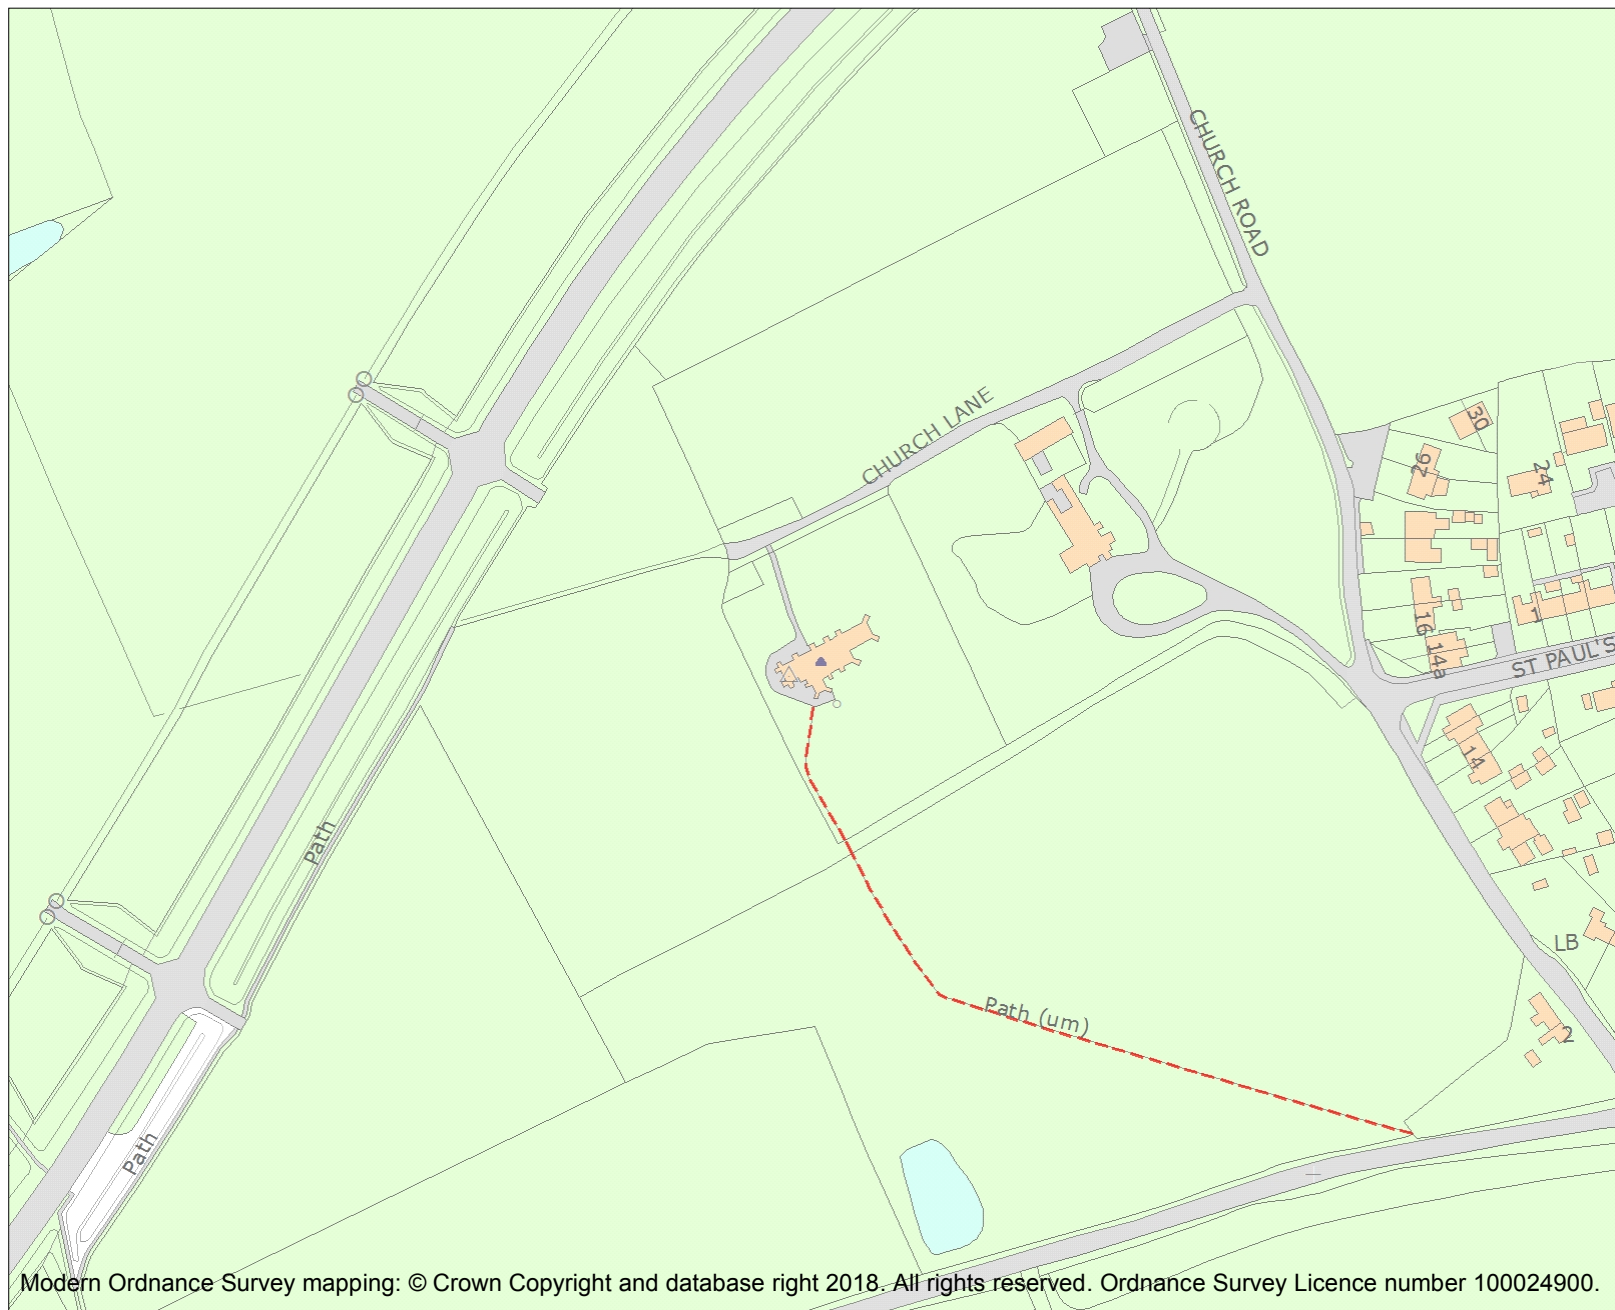 CHURCH ROAD
CHURCH LANE
30
26
24
16
14a
1
ST PAUL'S
14
Path
LB
Path (um)
2
Path
Modern Ordnance Survey mapping: © Crown Copyright and database right 2018. All rights reserved. Ordnance Survey Licence number 100024900.